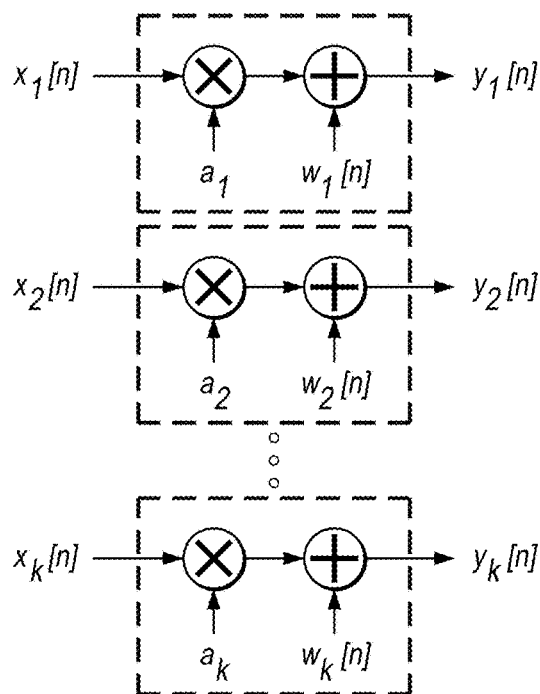 x1[n] y1[n]
a1 w1[n]
x2[n] y2[n]
a2 w2[n]
xk[n] yk[n]
ak wk[n]